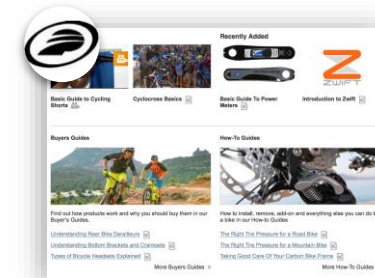 Recently Added
ZWIFT
Basic Guide to Cycling Shorts
Cyclocross Basics
Basic Guide To Power Meters
Introduction to Zwift
Buyers Guides
How-To Guides
Find out how products work and why you should buy them in our
Buyer's Guides.
How to install, remove, add-on and everything else you can do t
a bike in our How-to Guides
Understanding Rear Bike Derailleurs
Understanding Bottom Brackets and Cranksets
Types of Bicycle Headsets Explained
More Buyers Guides »
The Right Tire Pressure for a Road Bike
The Right Tire Pressure for a Mountain Bike
Taking Good Care Of Your Carbon Bike Frame
More How-To Guides